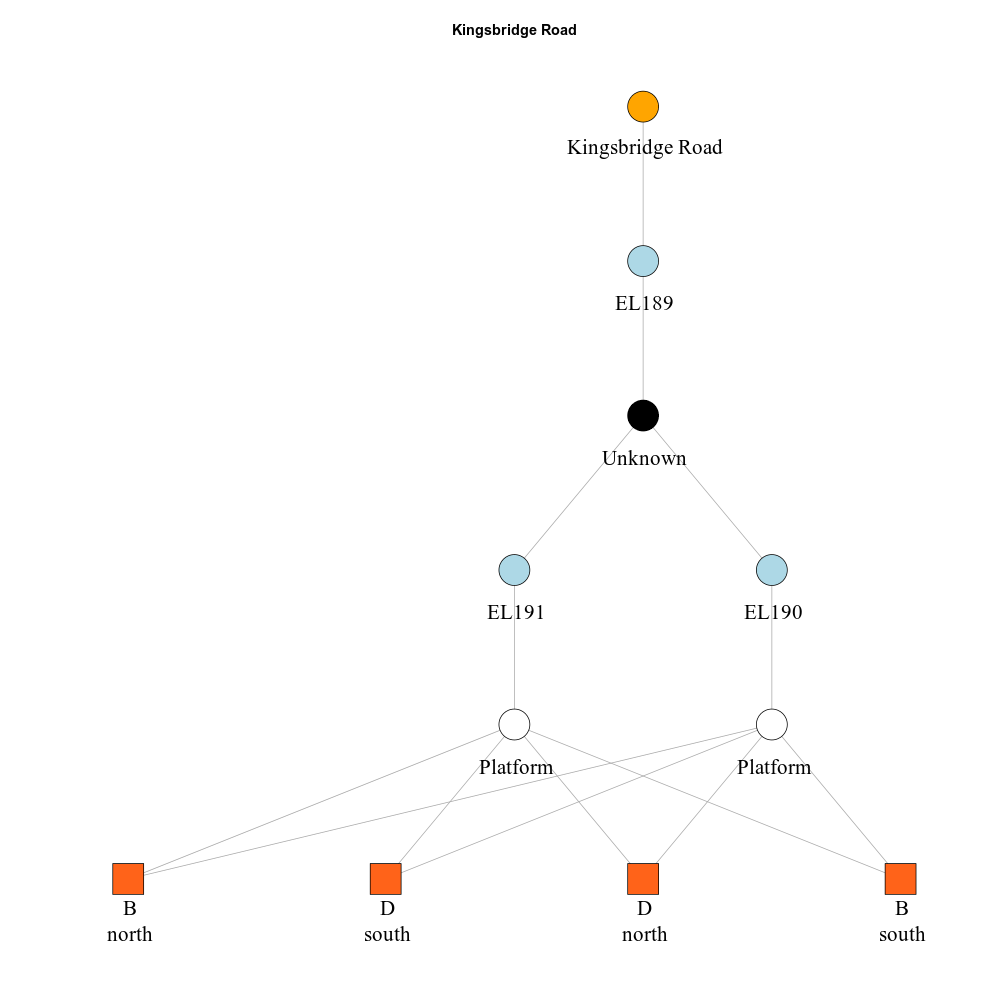 Kingsbridge Road
Kingsbridge Road
EL189
Unknown
EL191 EL190
Platform Platform
B D D B
north south north south